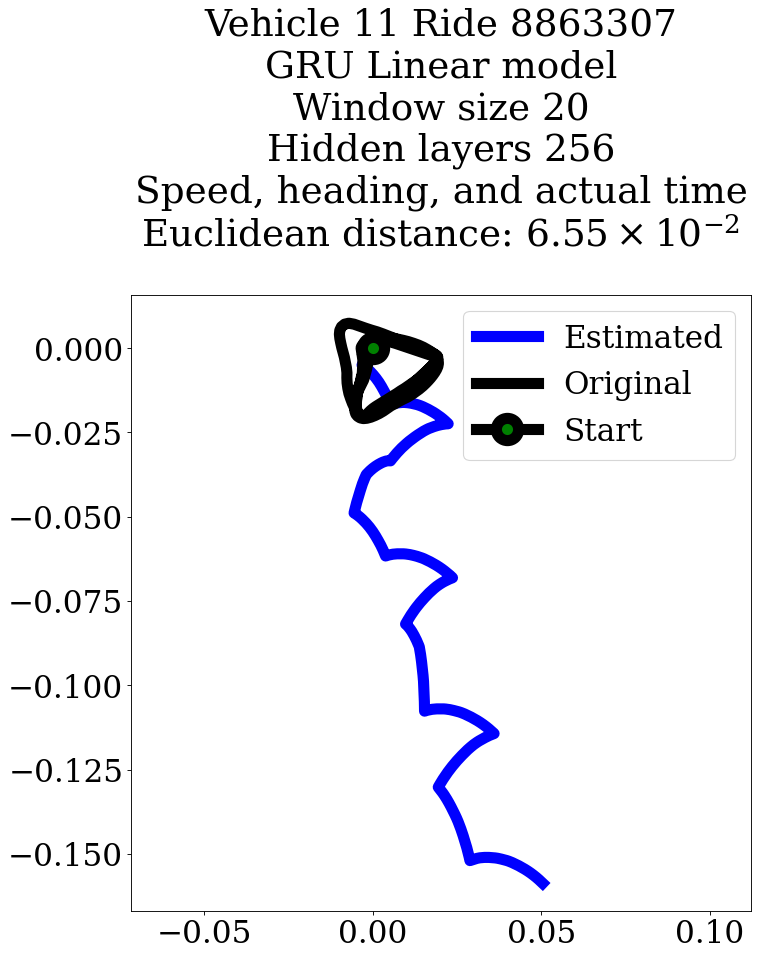 Vehicle 11 Ride 8863307
GRU Linear model
Window size 20
Hidden layers 256
Speed, heading, and actual time
Euclidean distance: 6.55 × 10⁻²
Estimated
Original
Start
0.000
−0.025
−0.050
−0.075
−0.100
−0.125
−0.150
−0.05 0.00 0.05 0.10